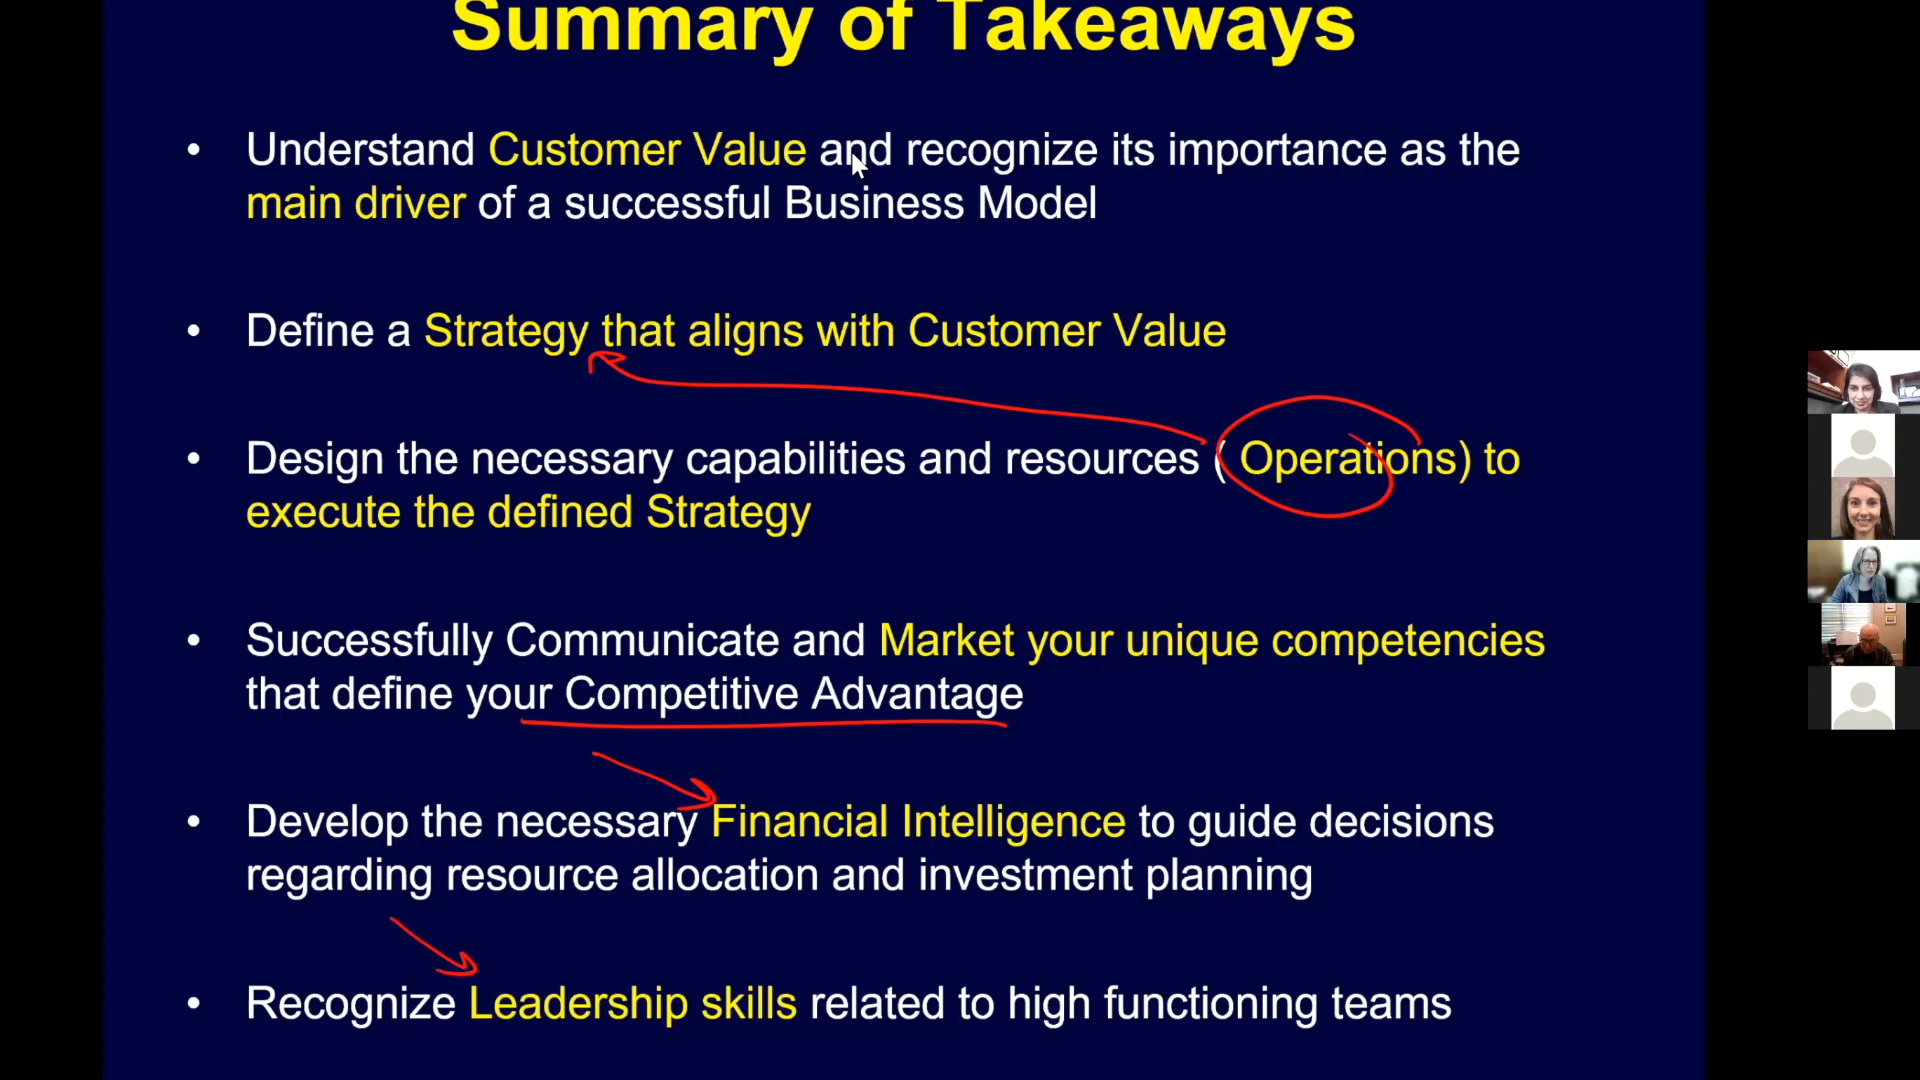 Summary of Takeaways
• Understand Customer Value and recognize its importance as the
main driver of a successful Business Model
• Define a Strategy that aligns with Customer Value
• Design the necessary capabilities and resources ( Operations) to
execute the defined Strategy
• Successfully Communicate and Market your unique competencies
that define your Competitive Advantage
• Develop the necessary Financial Intelligence to guide decisions
regarding resource allocation and investment planning
• Recognize Leadership skills related to high functioning teams